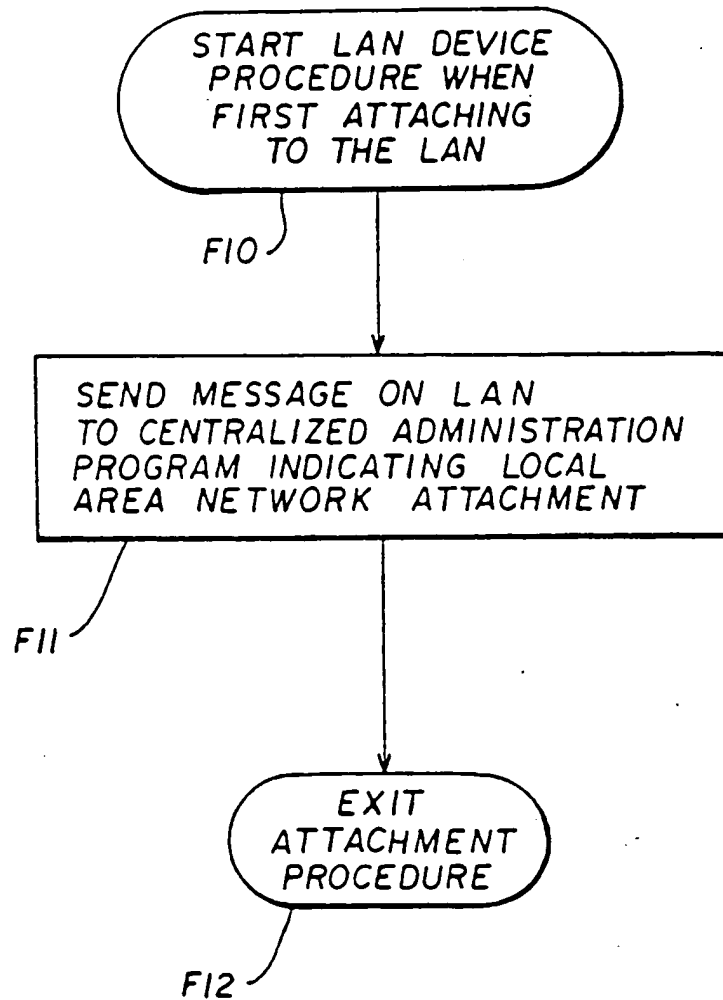 START LAN DEVICE
PROCEDURE WHEN
FIRST ATTACHING
TO THE LAN
F10
SEND MESSAGE ON LAN
TO CENTRALIZED ADMINISTRATION
PROGRAM INDICATING LOCAL
AREA NETWORK ATTACHMENT
F11
EXIT
ATTACHMENT
PROCEDURE
F12